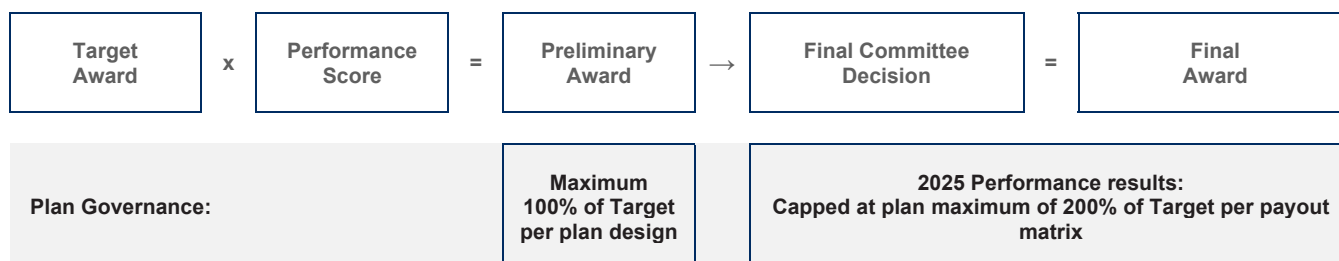 Target
Award
x
Performance
Score
=
Preliminary
Award
→
Final Committee
Decision
=
Final
Award
Plan Governance:
Maximum
100% of Target
per plan design
2025 Performance results:
Capped at plan maximum of 200% of Target per payout
matrix